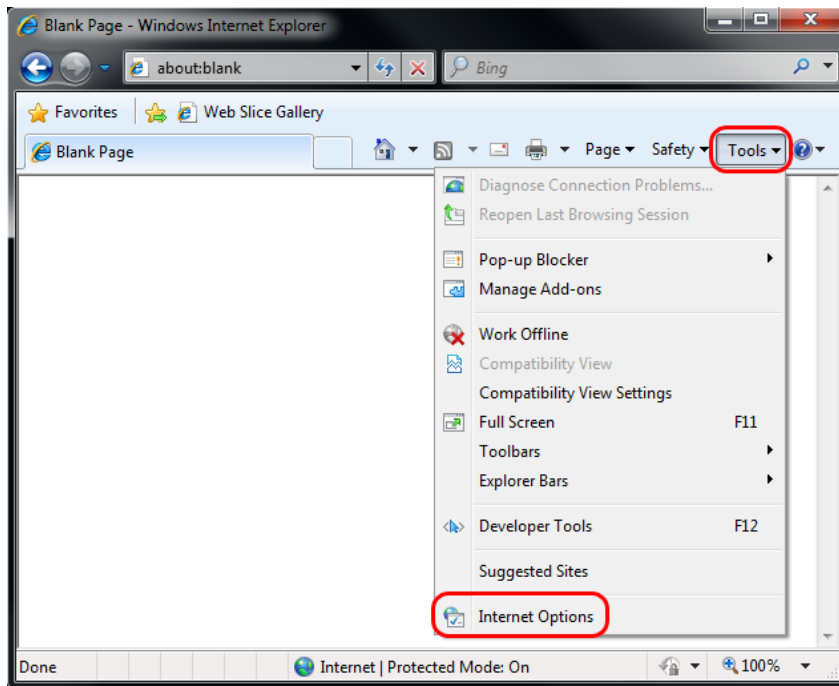 Blank Page - Windows Internet Explorer
about:blank
Bing
Favorites Web Slice Gallery
Blank Page Page Safety Tools
Diagnose Connection Problems...
Reopen Last Browsing Session
Pop-up Blocker
Manage Add-ons
Work Offline
Compatibility View
Compatibility View Settings
Full Screen F11
Toolbars
Explorer Bars
Developer Tools F12
Suggested Sites
Internet Options
Done Internet | Protected Mode: On 100%